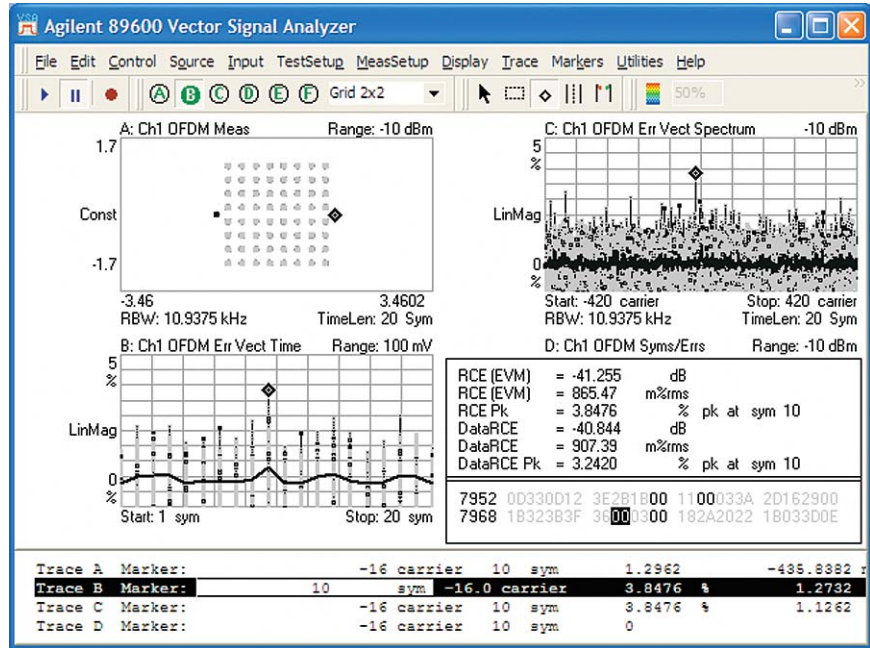 VSA
Agilent 89600 Vector Signal Analyzer
File Edit Control Source Input TestSetup MeasSetup Display Trace Markers Utilities Help
A B C D E F Grid 2x2 50%
A: Ch1 OFDM Meas Range: -10 dBm
1.7
Const
-1.7
-3.46 3.4602
RBW: 10.9375 kHz TimeLen: 20 Sym
C: Ch1 OFDM Err Vect Spectrum -10 dBm
5
%
LinMag
0
%
Start: -420 carrier Stop: 420 carrier
RBW: 10.9375 kHz TimeLen: 20 Sym
B: Ch1 OFDM Err Vect Time Range: 100 mV
5
%
LinMag
0
%
Start: 1 sym Stop: 20 sym
D: Ch1 OFDM Syms/Errs Range: -10 dBm
RCE (EVM) = -41.255 dB
RCE (EVM) = 865.47 m%rms
RCE Pk = 3.8476 % pk at sym 10
DataRCE = -40.844 dB
DataRCE = 907.39 m%rms
DataRCE Pk = 3.2420 % pk at sym 10
7952 0D330D12 3E2B1B00 1100033A 2D162900
7968 1B323B3F 36000300 182A2022 1B033D0E
Trace A Marker: -16 carrier 10 sym 1.2962 -435.8382
Trace B Marker: 10 sym -16.0 carrier 3.8476 % 1.2732
Trace C Marker: -16 carrier 10 sym 3.8476 % 1.1262
Trace D Marker: -16 carrier 10 sym 0